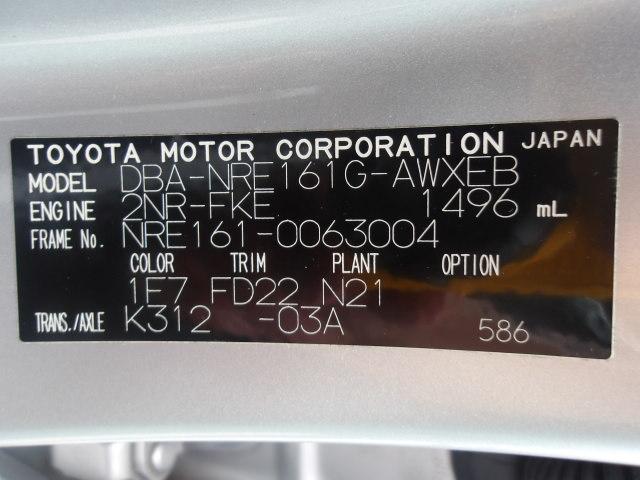 TOYOTA MOTOR CORPORATION JAPAN
MODEL DBA-NRE161G-AWXEB
ENGINE 2NR-FKE 1496 mL
FRAME No. NRE161-0063004
COLOR TRIM PLANT OPTION
1F7 FD22 N21
TRANS./AXLE K312 -03A 586